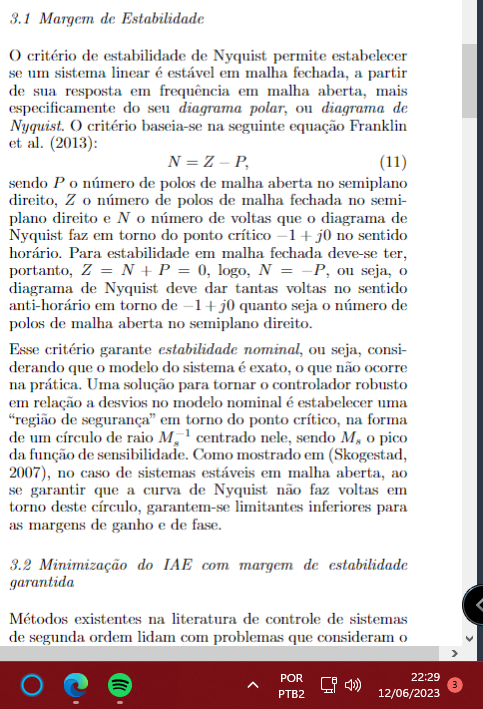 3.1 Margem de Estabilidade
O critério de estabilidade de Nyquist permite estabelecer
se um sistema linear é estável em malha fechada, a partir
de sua resposta em frequência em malha aberta, mais
especificamente do seu diagrama polar, ou diagrama de
Nyquist. O critério baseia-se na seguinte equação Franklin
et al. (2013):
N = Z − P, (11)
sendo P o número de polos de malha aberta no semiplano
direito, Z o número de polos de malha fechada no semi-
plano direito e N o número de voltas que o diagrama de
Nyquist faz em torno do ponto crítico −1 + j0 no sentido
horário. Para estabilidade em malha fechada deve-se ter,
portanto, Z = N + P = 0, logo, N = −P, ou seja, o
diagrama de Nyquist deve dar tantas voltas no sentido
anti-horário em torno de −1 + j0 quanto seja o número de
polos de malha aberta no semiplano direito.
Esse critério garante estabilidade nominal, ou seja, consi-
derando que o modelo do sistema é exato, o que não ocorre
na prática. Uma solução para tornar o controlador robusto
em relação a desvios no modelo nominal é estabelecer uma
“região de segurança” em torno do ponto crítico, na forma
de um círculo de raio Mₛ⁻¹ centrado nele, sendo Mₛ o pico
da função de sensibilidade. Como mostrado em (Skogestad,
2007), no caso de sistemas estáveis em malha aberta, ao
se garantir que a curva de Nyquist não faz voltas em
torno deste círculo, garantem-se limitantes inferiores para
as margens de ganho e de fase.
3.2 Minimização do IAE com margem de estabilidade
garantida
Métodos existentes na literatura de controle de sistemas
de segunda ordem lidam com problemas que consideram o
POR
PTB2
22:29
12/06/2023
3